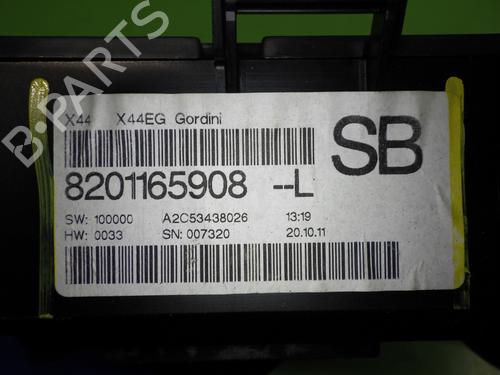 X44 X44EG Gordini
SB
8201165908 --L
SW: 100000 A2C53438026 13:19
HW: 0033 SN: 007320 20.10.11
B-PARTS